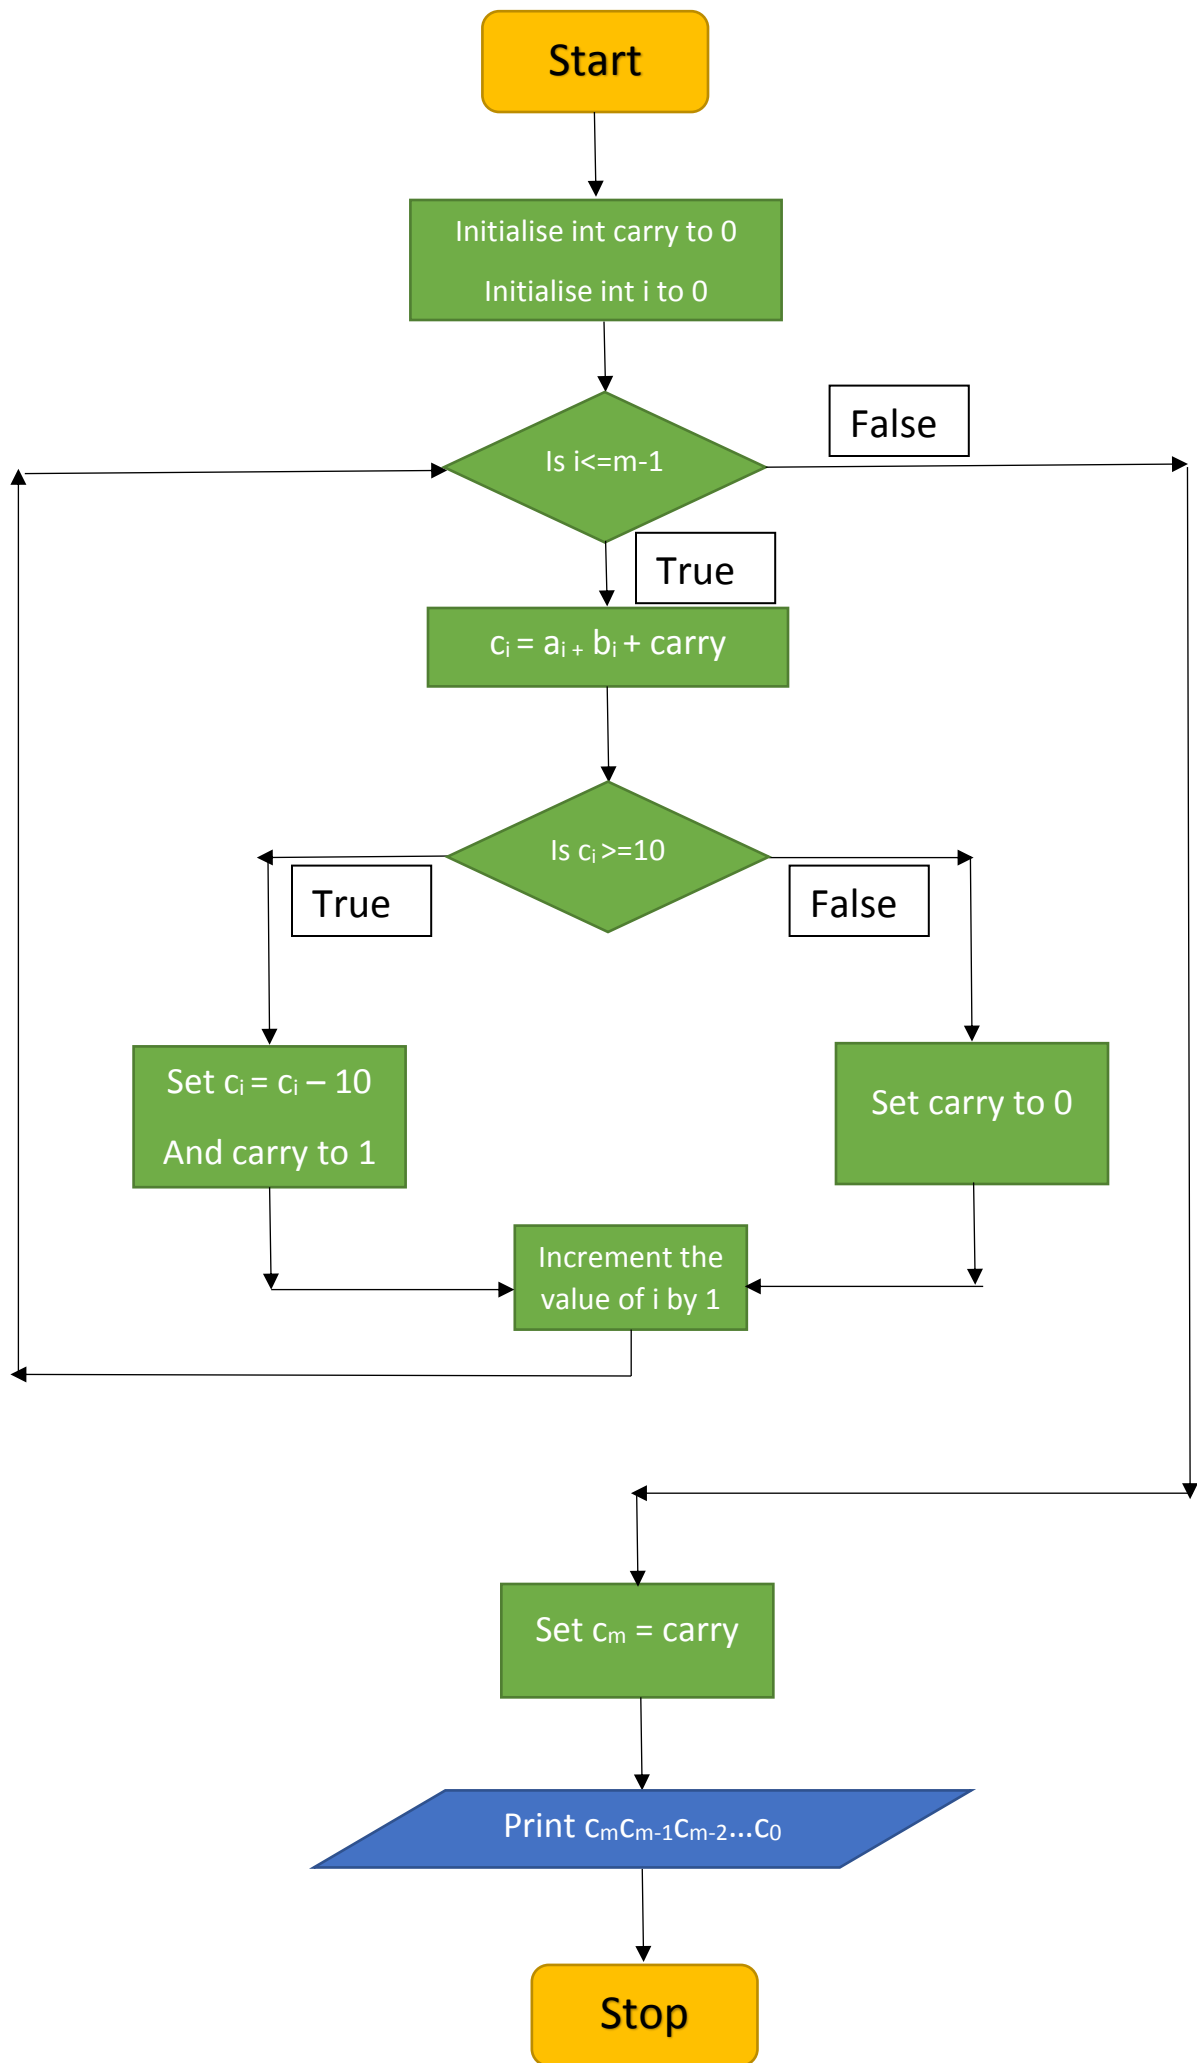 Start
Initialise int carry to 0
Initialise int i to 0
False
Is i<=m-1
True
cᵢ = aᵢ ₊ bᵢ + carry
Is cᵢ >=10
True
False
Set cᵢ = cᵢ – 10
And carry to 1
Set carry to 0
Increment the
value of i by 1
Set cₘ = carry
Print cₘcₘ₋₁cₘ₋₂...c₀
Stop